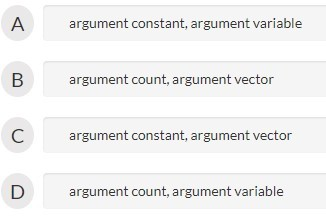 A argument constant, argument variable
B argument count, argument vector
C argument constant, argument vector
D argument count, argument variable